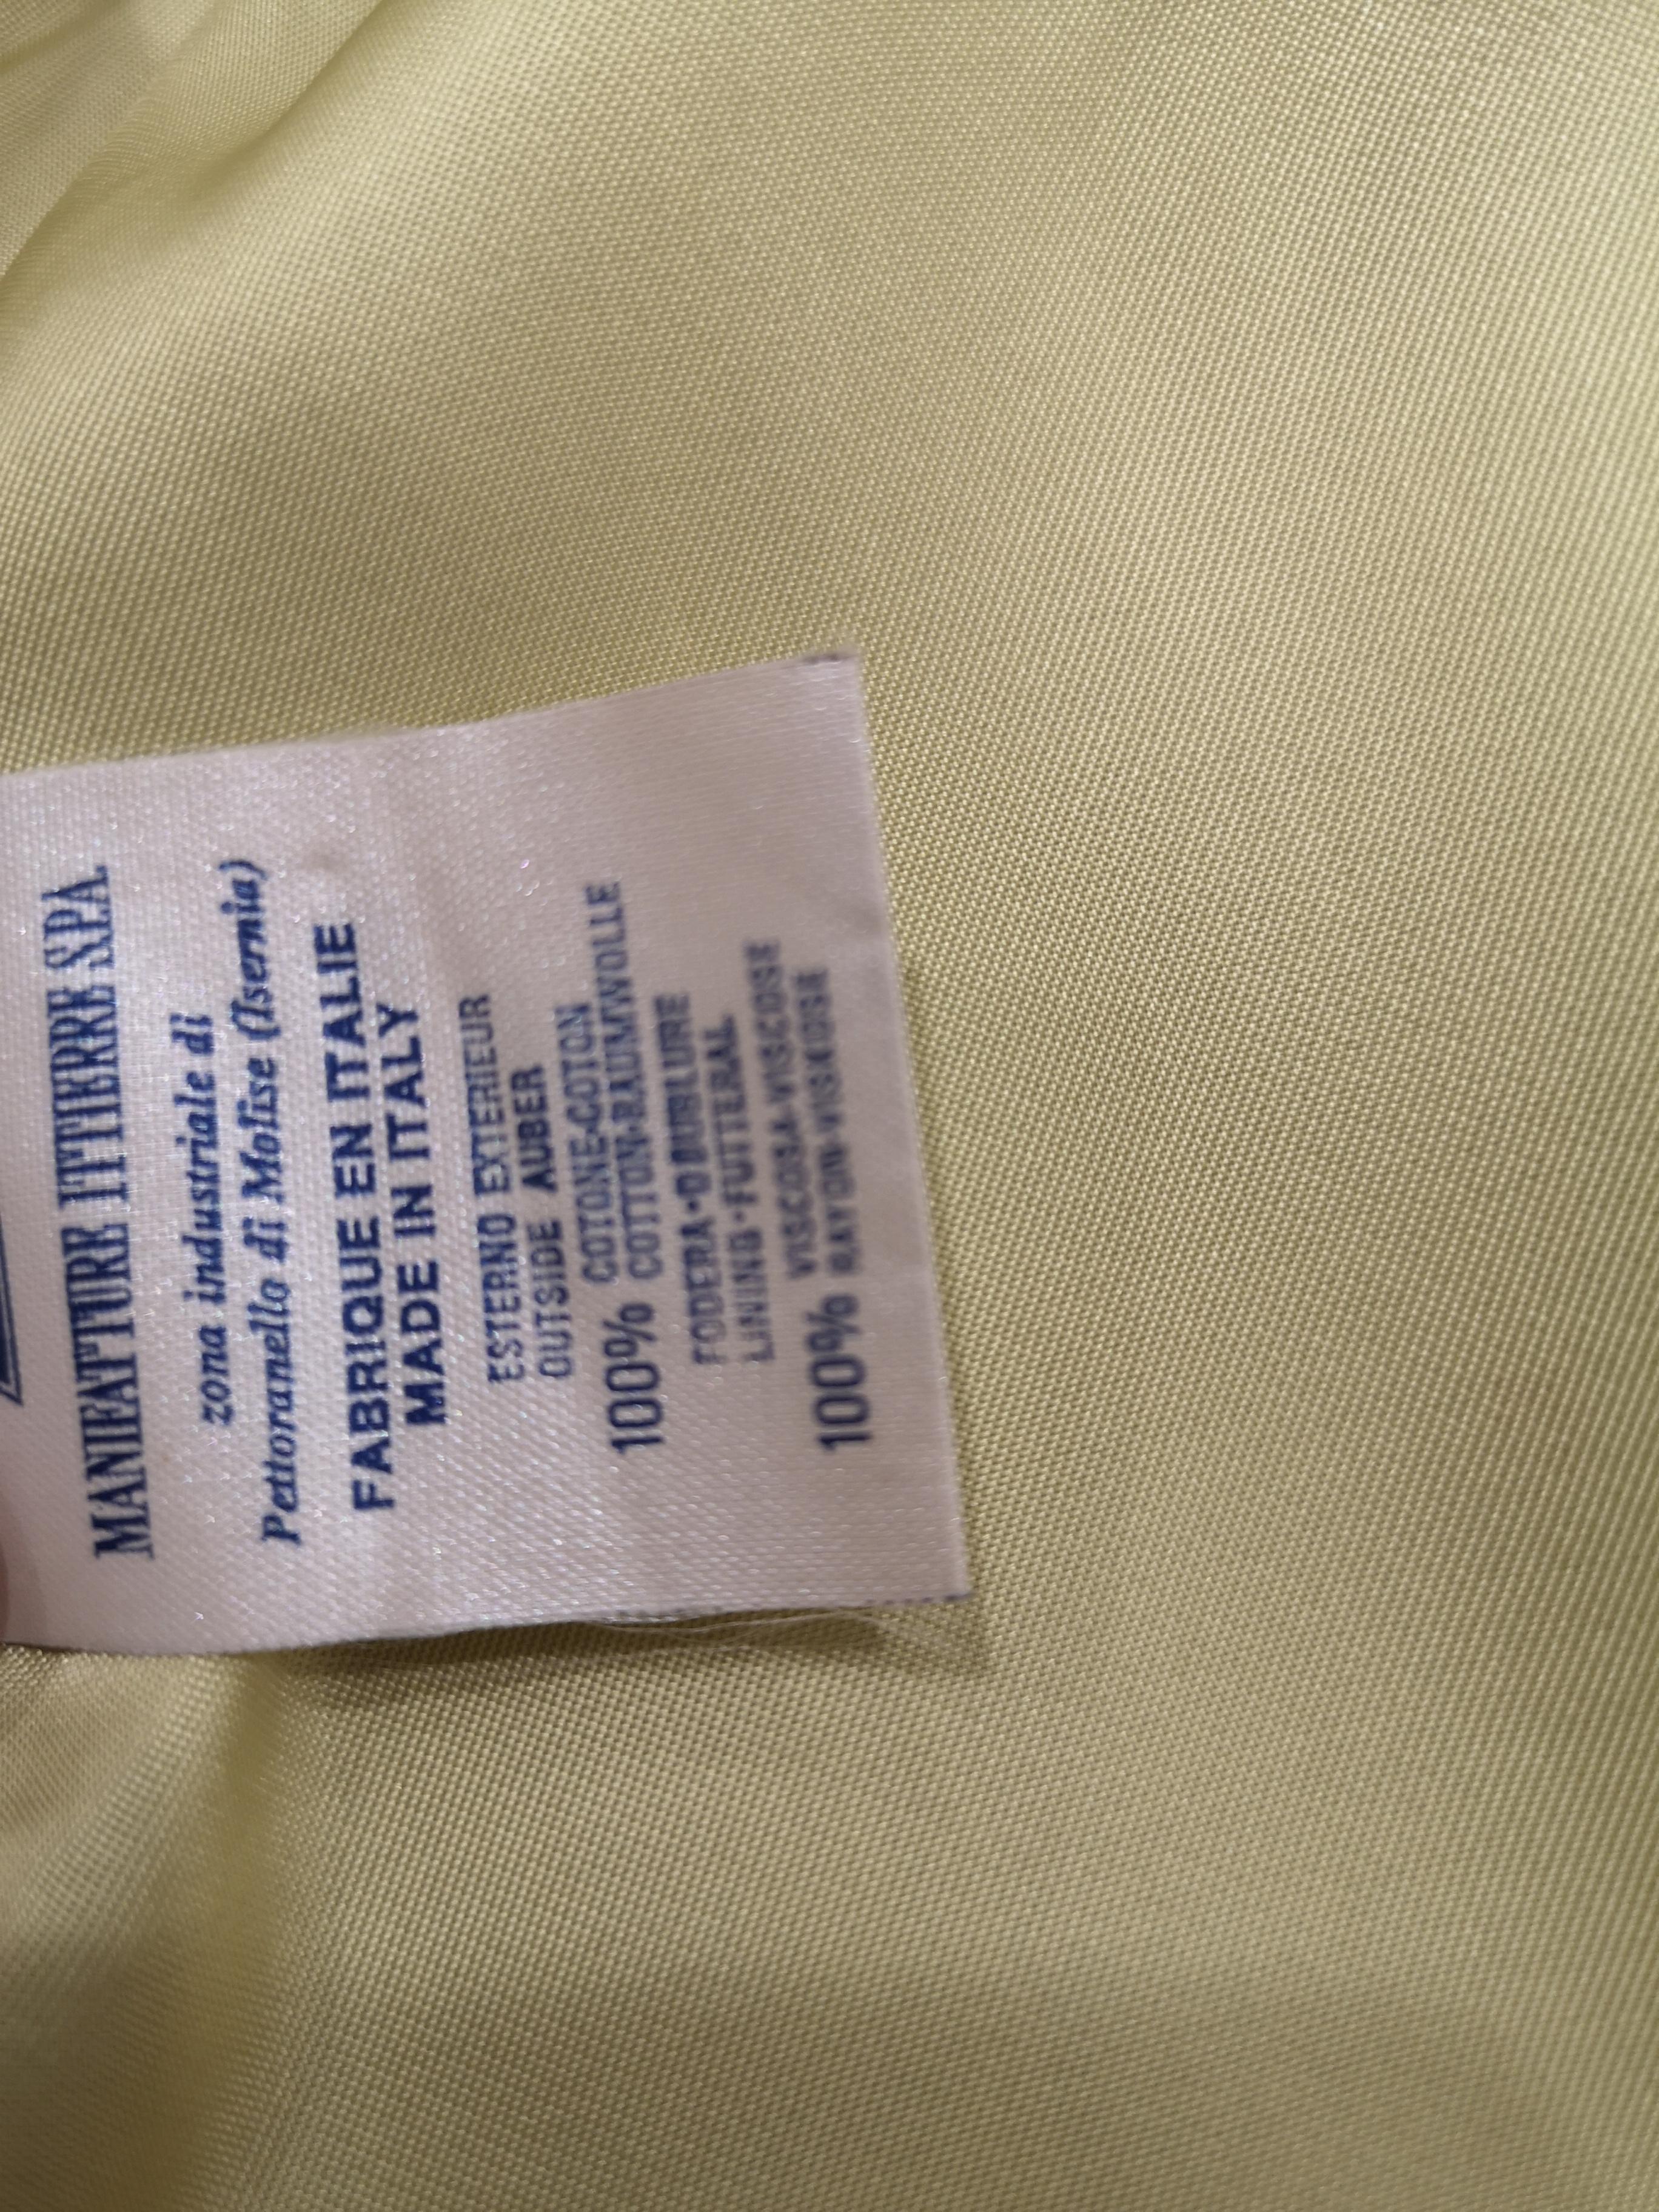 MANIFATTURE ITTIERRE SPA
zona industriale di
Pettoranello di Molise (Isernia)
FABRIQUE EN ITALIE
MADE IN ITALY
ESTERNO EXTERIEUR
OUTSIDE AUBER
COTONE-COTON
100% COTTON-BAUMWOLLE
FODERA-DOUBLURE
LINING-FUTTERAL
VISCOSA-VISCOSE
100% RAYON-VISKOSE